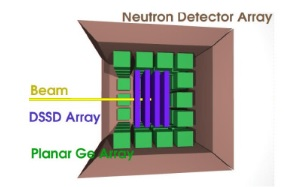 Neutron Detector Array
Beam
DSSD Array
Planar Ge Array